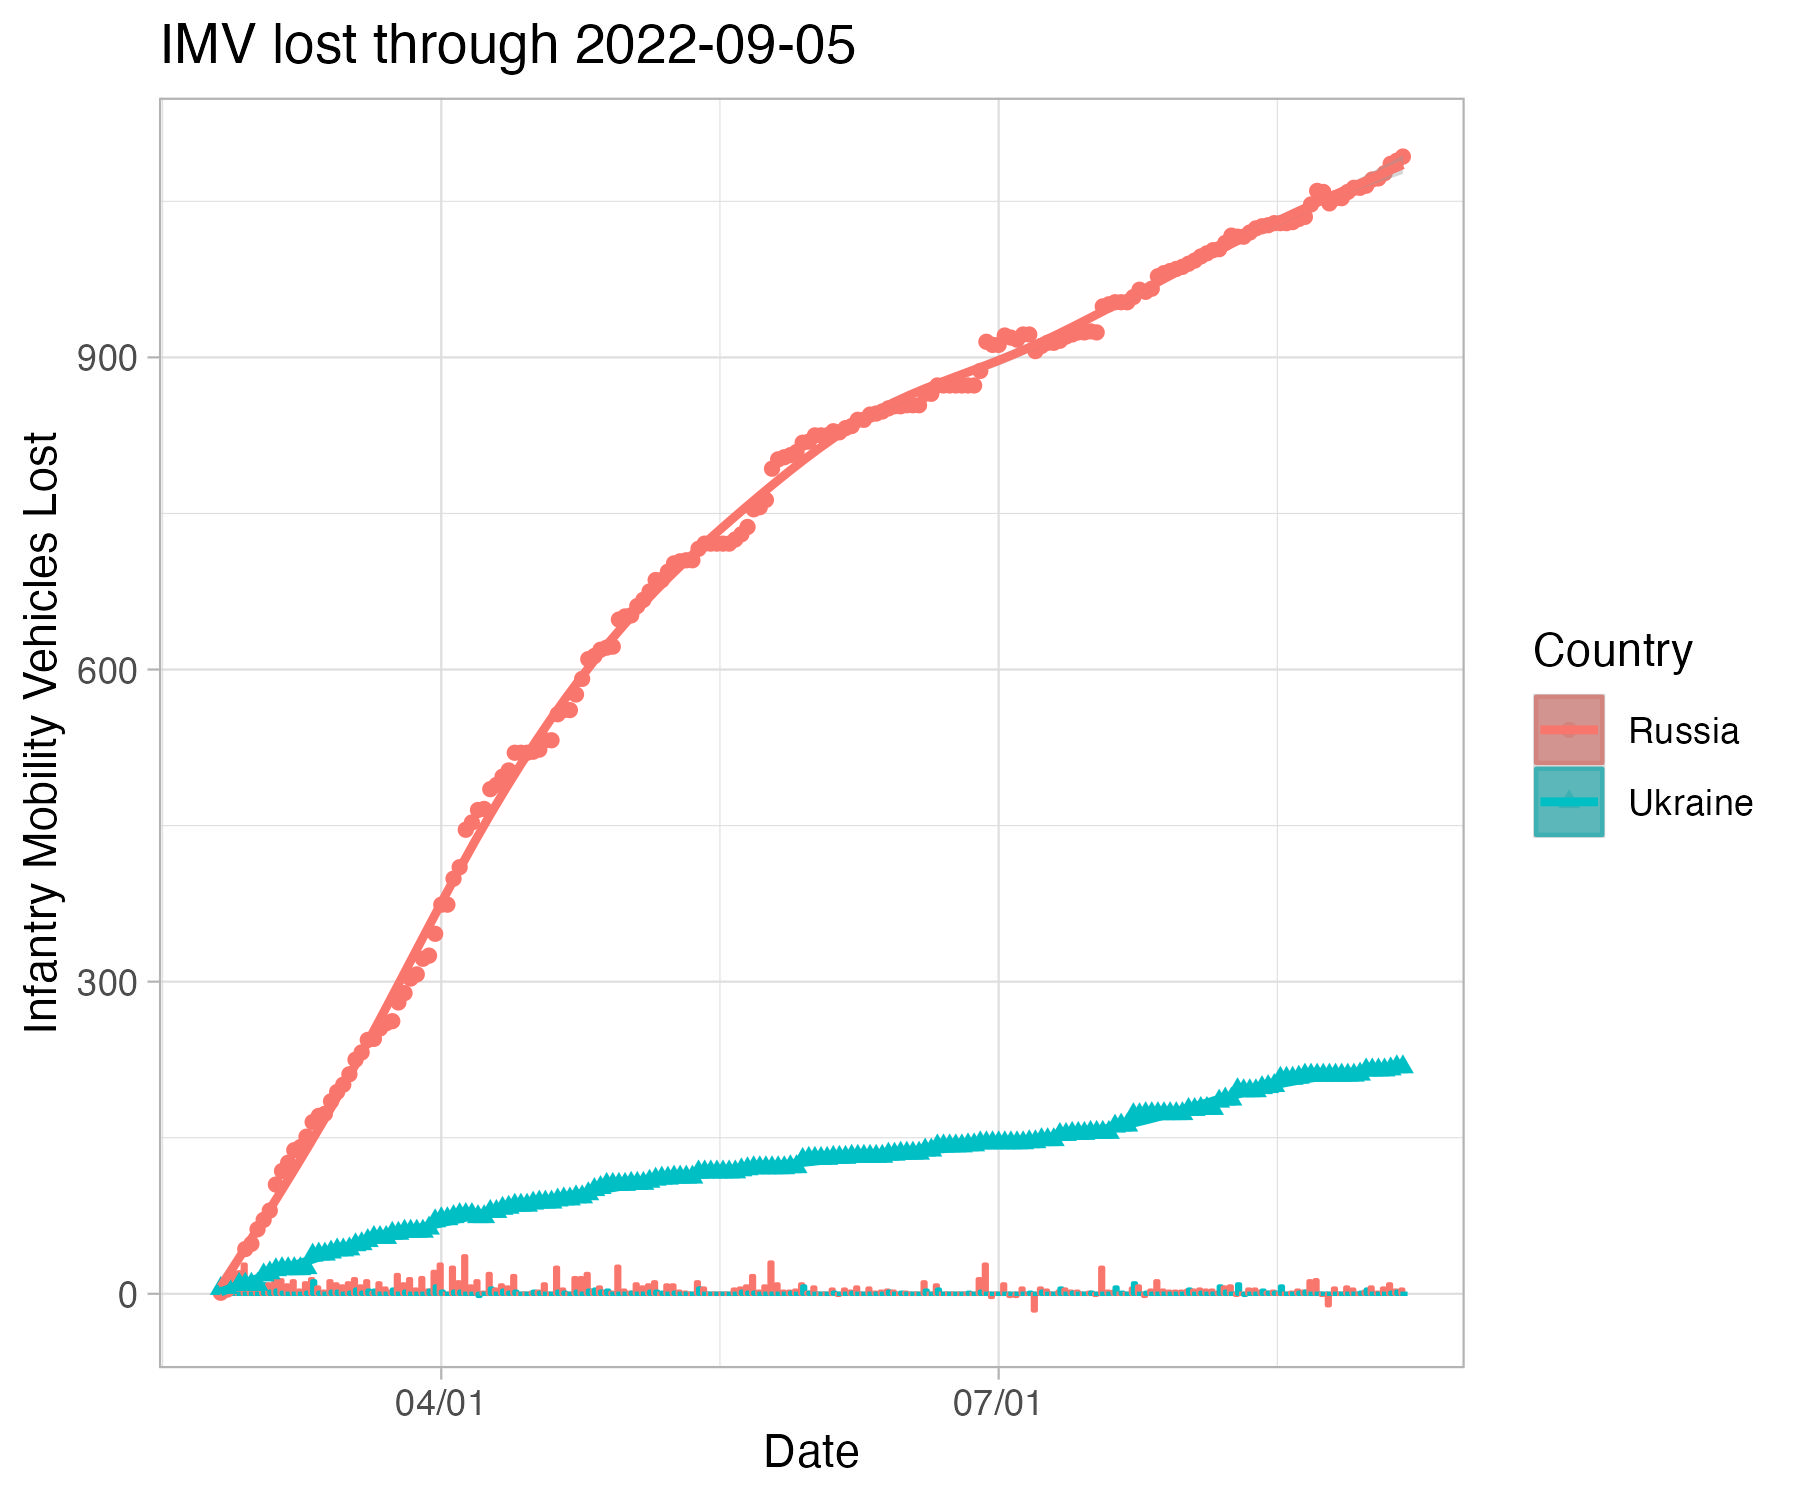 IMV lost through 2022-09-05
Infantry Mobility Vehicles Lost
900
600
300
0
04/01
07/01
Date
Country
Russia
Ukraine